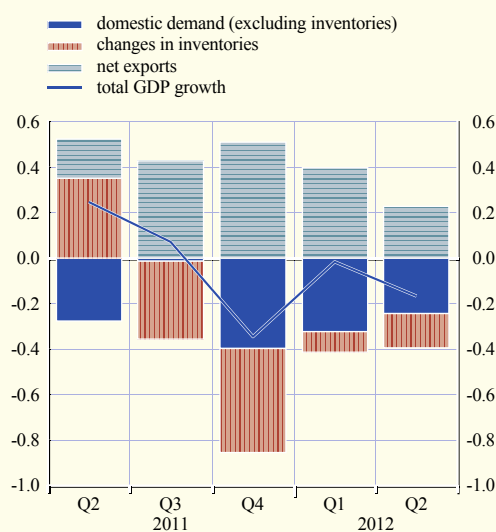 domestic demand (excluding inventories)
changes in inventories
net exports
total GDP growth
0.6 0.6
0.4 0.4
0.2 0.2
0.0 0.0
-0.2 -0.2
-0.4 -0.4
-0.6 -0.6
-0.8 -0.8
-1.0 -1.0
Q2 Q3 Q4 Q1 Q2
2011 2012